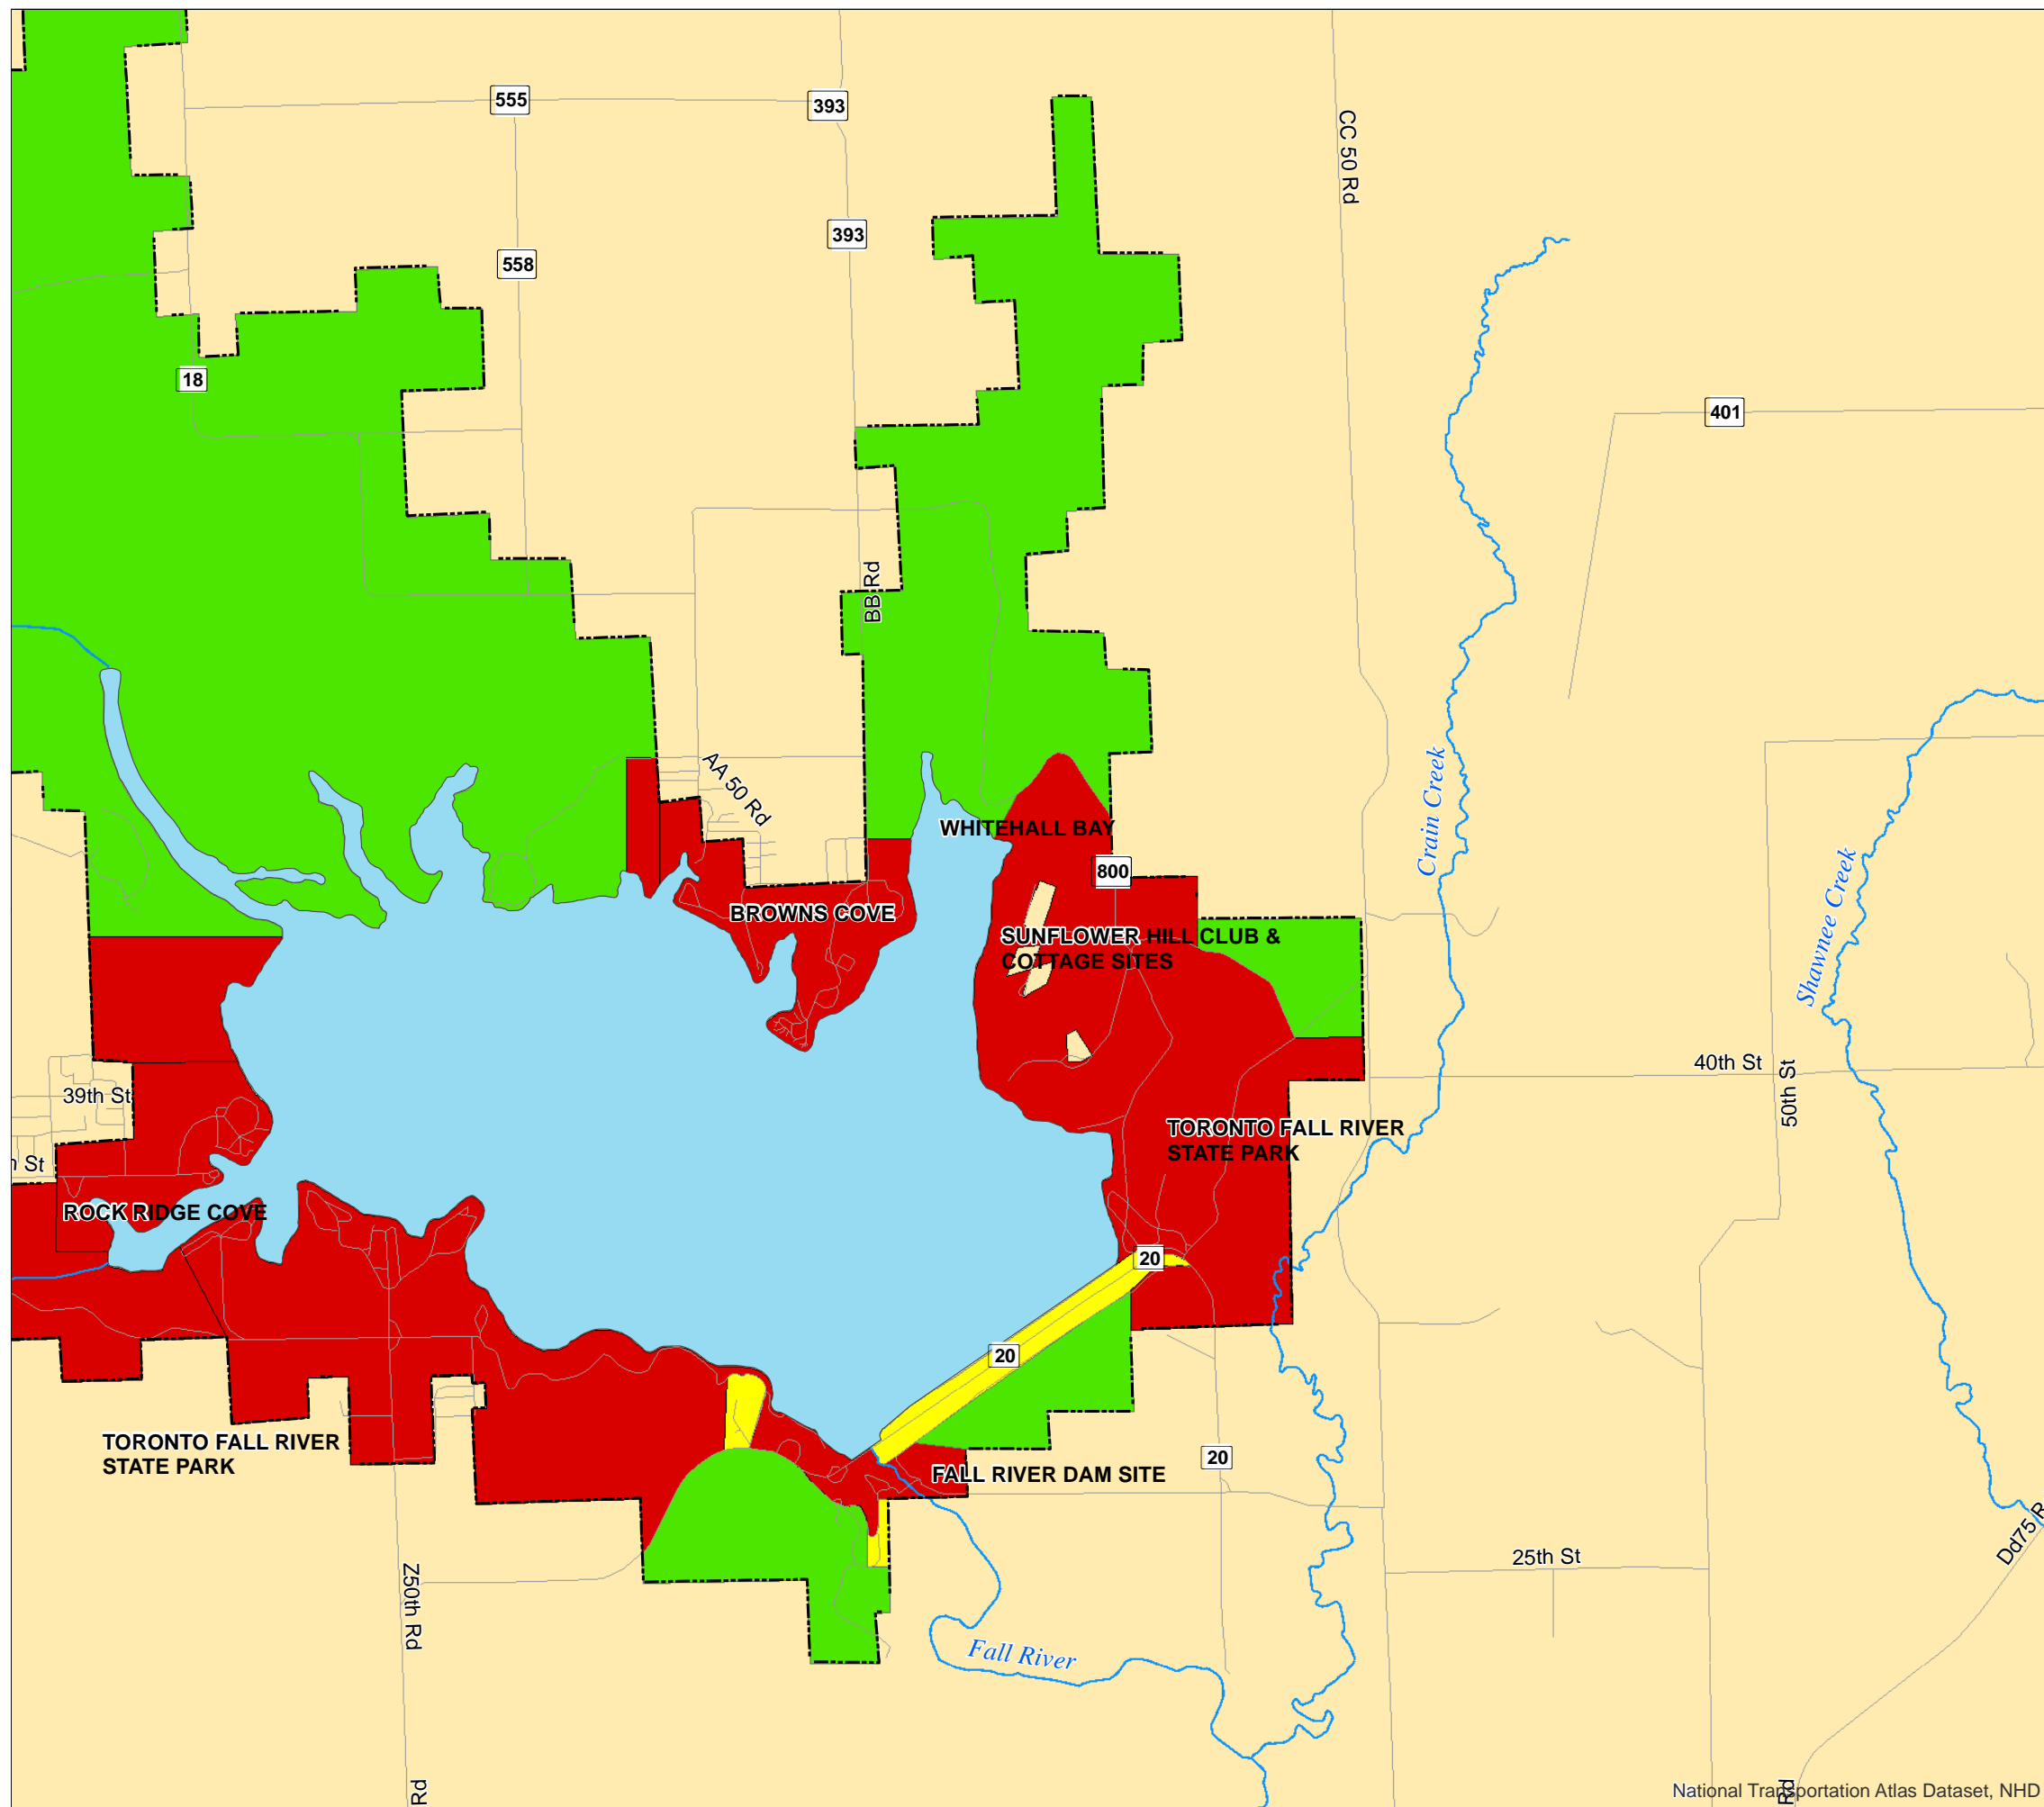 555
393
CC 50 Rd
393
558
18
401
BB Rd
AA 50 Rd
Crain Creek
WHITEHALL BAY
800
Shawnee Creek
BROWNS COVE
SUNFLOWER HILL CLUB &
COTTAGE SITES
40th St
50th St
39th St
TORONTO FALL RIVER
STATE PARK
St
ROCK RIDGE COVE
20
20
TORONTO FALL RIVER
STATE PARK
20
FALL RIVER DAM SITE
25th St
Dd75 R
Z50th Rd
Fall River
Rd
Rd
National Transportation Atlas Dataset, NHD